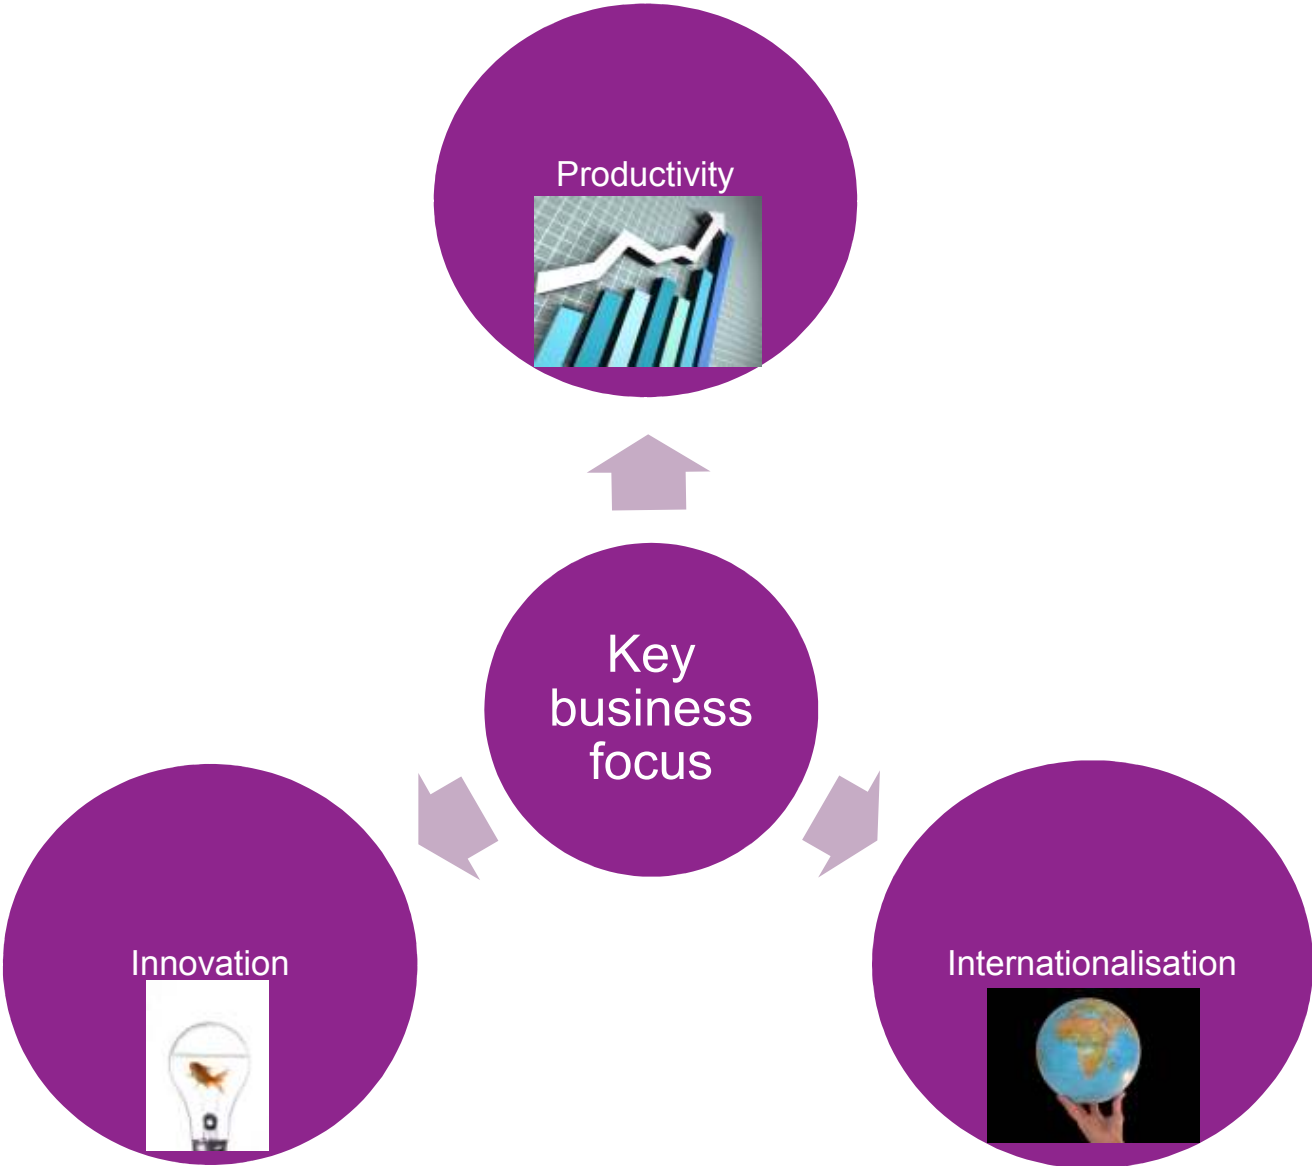 Productivity
Key
business
focus
Innovation
Internationalisation